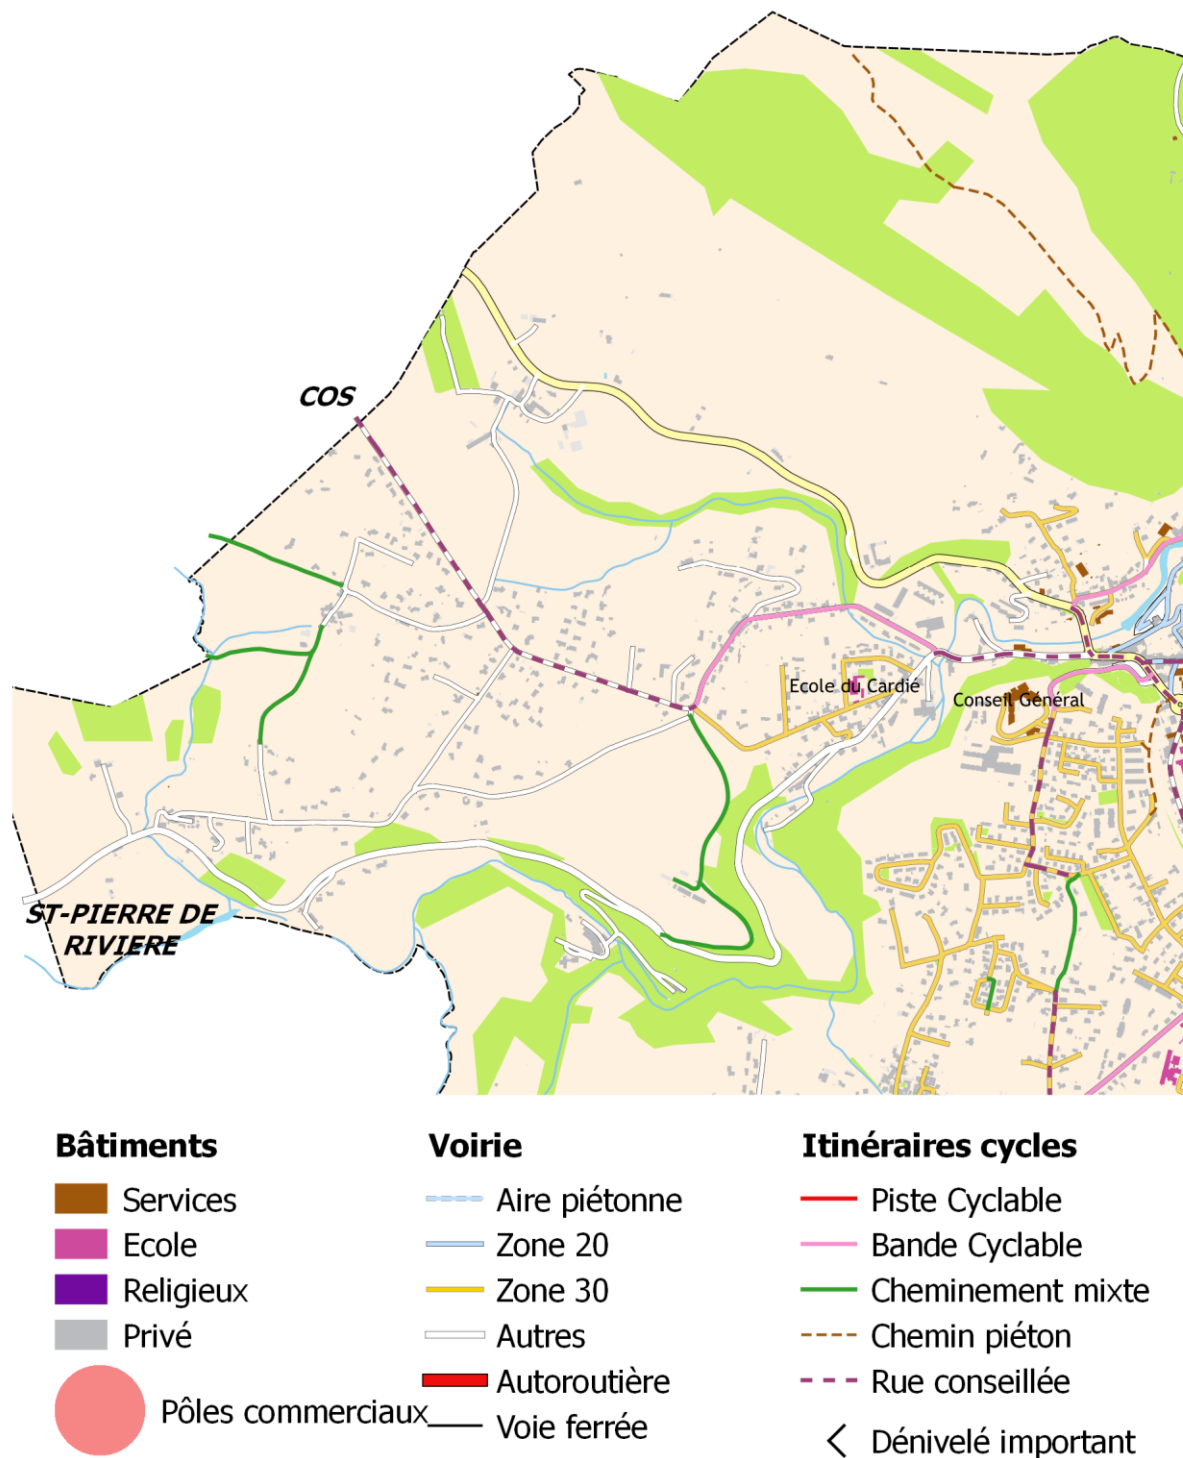 COS
Ecole du Cardié
Conseil Général
ST-PIERRE DE
RIVIERE
Bâtiments
Services
Ecole
Religieux
Privé
Pôles commerciaux
Voirie
Aire piétonne
Zone 20
Zone 30
Autres
Autoroutière
Voie ferrée
Itinéraires cycles
Piste Cyclable
Bande Cyclable
Cheminement mixte
Chemin piéton
Rue conseillée
Dénivelé important